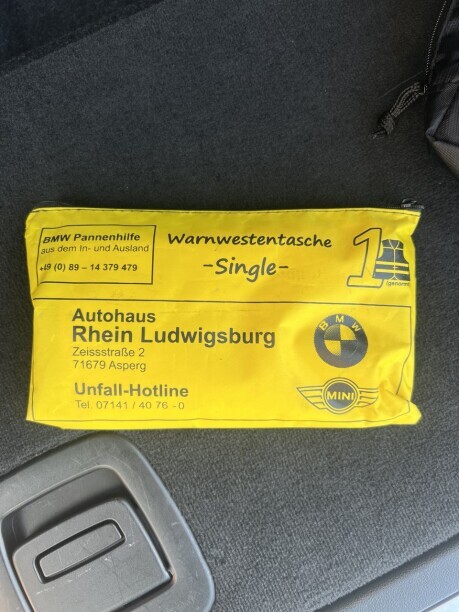 BMW Pannenhilfe
aus dem In- und Ausland
+49 (0) 89 - 14 379 479
Warnwestentasche
-Single-
1
Autohaus
Rhein Ludwigsburg
Zeissstraße 2
71679 Asperg
BMW
Unfall-Hotline
Tel. 07141 / 40 76 -0
MINI